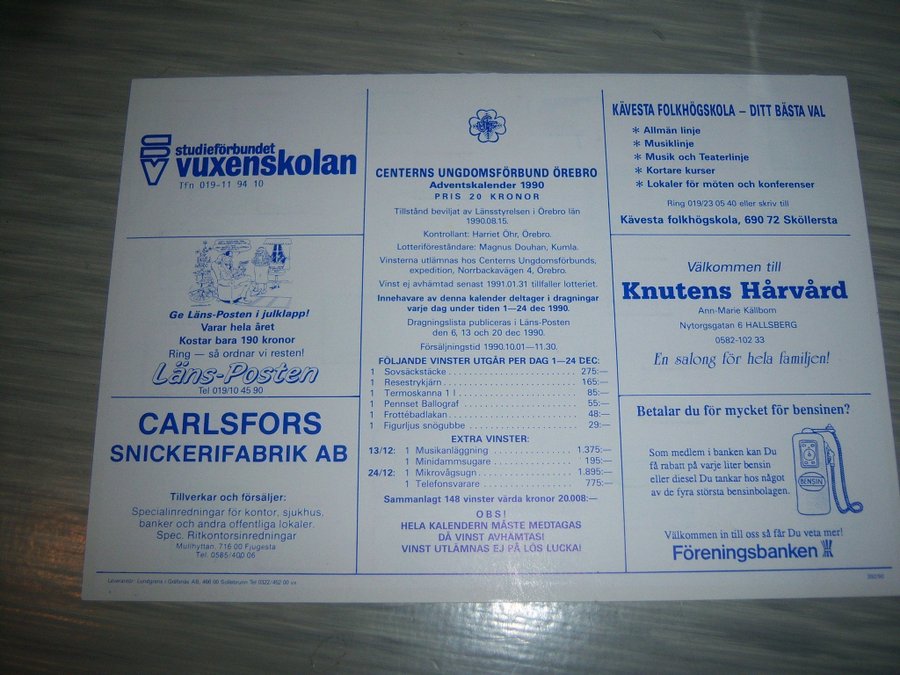 studieförbundet
vuxenskolan
Tfn 019-11 94 10
Ge Läns-Posten i julklapp!
Varar hela året
Kostar bara 190 kronor
Ring — så ordnar vi resten!
Läns-Posten
Tel 019/10 45 90
CARLSFORS
SNICKERIFABRIK AB
Tillverkar och försäljer:
Specialinredningar för kontor, sjukhus,
banker och andra offentliga lokaler.
Spec. Ritkontorsinredningar
Mullhyttan, 716 00 Fjugesta
Tel. 0585/400 06
CENTERNS UNGDOMSFÖRBUND ÖREBRO
Adventskalender 1990
PRIS 20 KRONOR
Tillstånd beviljat av Länsstyrelsen i Örebro län
1990.08.15.
Kontrollant: Harriet Öhr, Örebro.
Lotteriföreståndare: Magnus Douhan, Kumla.
Vinsterna utlämnas hos Centerns Ungdomsförbunds,
expedition, Norrbackavägen 4, Örebro.
Vinst ej avhämtad senast 1991.01.31 tillfaller lotteriet.
Innehavare av denna kalender deltager i dragningar
varje dag under tiden 1—24 dec 1990.
Dragningslista publiceras i Läns-Posten
den 6, 13 och 20 dec 1990.
Försäljningstid 1990.10.01—11.30.
FÖLJANDE VINSTER UTGÅR PER DAG 1—24 DEC:
1 Sovsäckstäcke 275:—
1 Resestrykjärn 165:—
1 Termoskanna 1 l 85:—
1 Pennset Ballograf 55:—
1 Frottébadlakan 48:—
1 Figurljus snögubbe 29:—
EXTRA VINSTER:
13/12: 1 Musikanläggning 1.375:—
1 Minidammsugare 195:—
24/12: 1 Mikrovågsugn 1.895:—
1 Telefonsvarare 775:—
Sammanlagt 148 vinster värda kronor 20.008:—
OBS!
HELA KALENDERN MÅSTE MEDTAGAS
DÅ VINST AVHÄMTAS!
VINST UTLÄMNAS EJ PÅ LÖS LUCKA!
KÄVESTA FOLKHÖGSKOLA – DITT BÄSTA VAL
* Allmän linje
* Musiklinje
* Musik och Teaterlinje
* Kortare kurser
* Lokaler för möten och konferenser
Ring 019/23 05 40 eller skriv till
Kävesta folkhögskola, 690 72 Sköllersta
Välkommen till
Knutens Hårvård
Ann-Marie Källbom
Nytorgsgatan 6 HALLSBERG
0582-102 33
En salong för hela familjen!
Betalar du för mycket för bensinen?
Som medlem i banken kan Du
få rabatt på varje liter bensin
eller diesel Du tankar hos något
av de fyra största bensinbolagen.
BENSIN
Välkommen in till oss så får Du veta mer!
Föreningsbanken